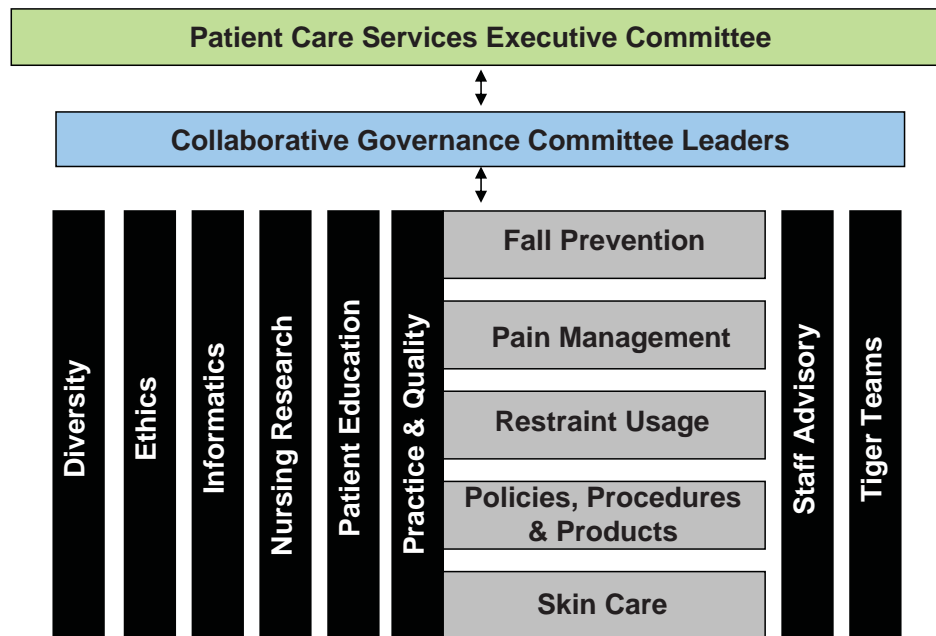 Patient Care Services Executive Committee
Collaborative Governance Committee Leaders
Diversity
Ethics
Informatics
Nursing Research
Patient Education
Practice & Quality
Fall Prevention
Pain Management
Restraint Usage
Policies, Procedures
& Products
Skin Care
Staff Advisory
Tiger Teams